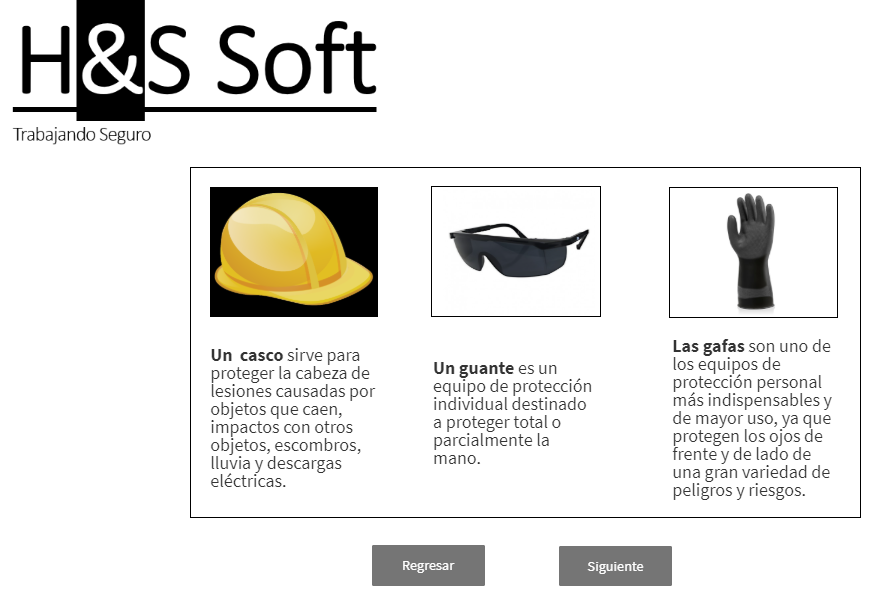 H&S Soft
Trabajando Seguro
Un casco sirve para
proteger la cabeza de
lesiones causadas por
objetos que caen,
impactos con otros
objetos, escombros,
lluvia y descargas
eléctricas.
Un guante es un
equipo de protección
individual destinado
a proteger total o
parcialmente la
mano.
Las gafas son uno de
los equipos de
protección personal
más indispensables y
de mayor uso, ya que
protegen los ojos de
frente y de lado de
una gran variedad de
peligros y riesgos.
Regresar
Siguiente